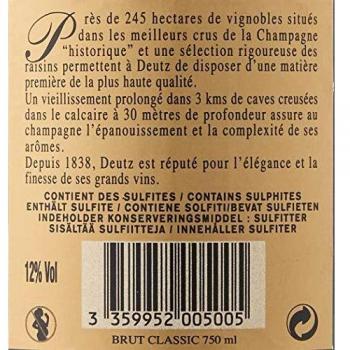 Près de 245 hectares de vignobles situés
dans les meilleurs crus de la Champagne
"historique" et une sélection rigoureuse des
raisins permettent à Deutz de disposer d'une matière
première de la plus haute qualité.
Un vieillissement prolongé dans 3 kms de caves creusées
dans le calcaire à 30 mètres de profondeur assure au
champagne l'épanouissement et la complexité de ses
arômes.
Depuis 1838, Deutz est réputé pour l'élégance et la
finesse de ses grands vins.
CONTIENT DES SULFITES / CONTAINS SULPHITES
ENTHÄLT SULFITE / CONTIENE SOLFITI/BEVAT SULFIETEN
INDEHOLDER KONSERVERINGSMIDDEL : SULFITTER
SISÄLTÄÄ SULFIITTEJA / INNEHÅLLER SULFITER
12% Vol
3 359952 005005
BRUT CLASSIC 750 ml